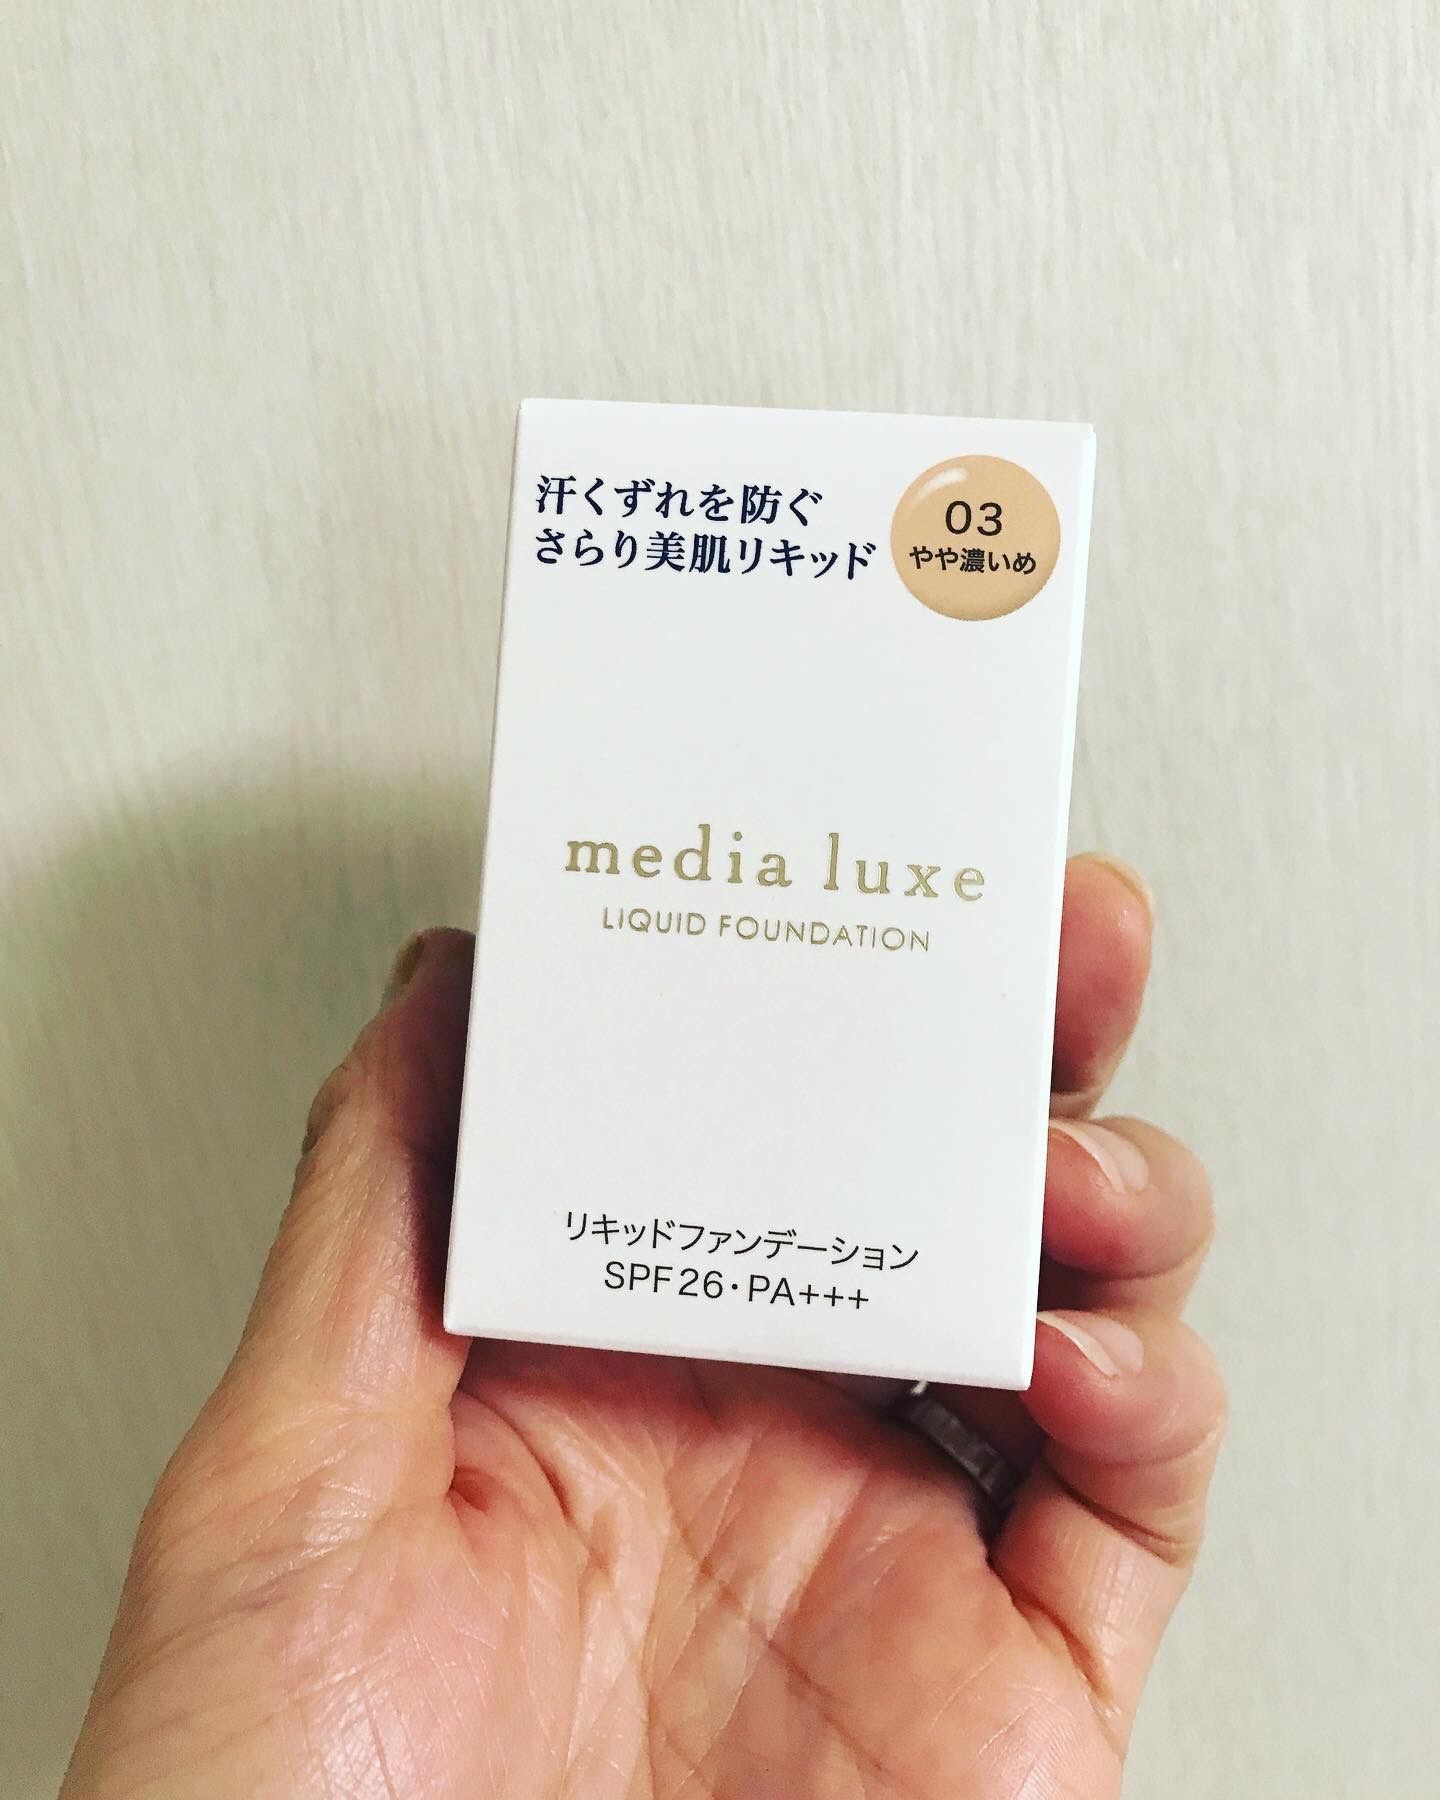 汗くずれを防ぐ
さらり美肌リキッド
03
やや濃いめ
media luxe
LIQUID FOUNDATION
リキッドファンデーション
SPF26・PA+++